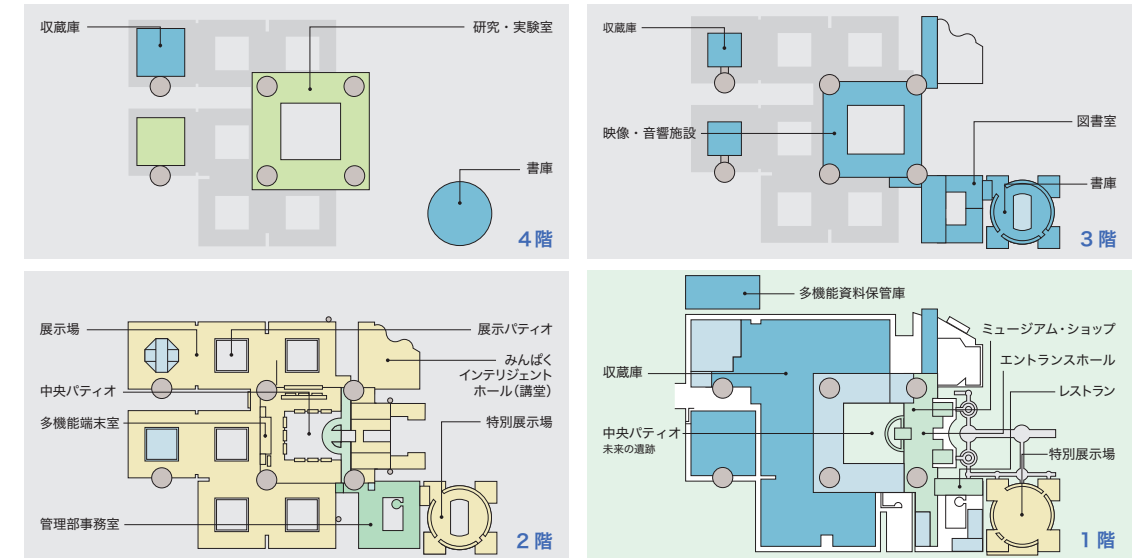 収蔵庫
研究・実験室
書庫
4階
収蔵庫
映像・音響施設
図書室
書庫
3階
展示場
中央パティオ
多機能端末室
管理部事務室
展示パティオ
みんぱく
インテリジェント
ホール(講堂)
特別展示場
2階
多機能資料保管庫
収蔵庫
中央パティオ
未来の遺跡
ミュージアム・ショップ
エントランスホール
レストラン
特別展示場
1階